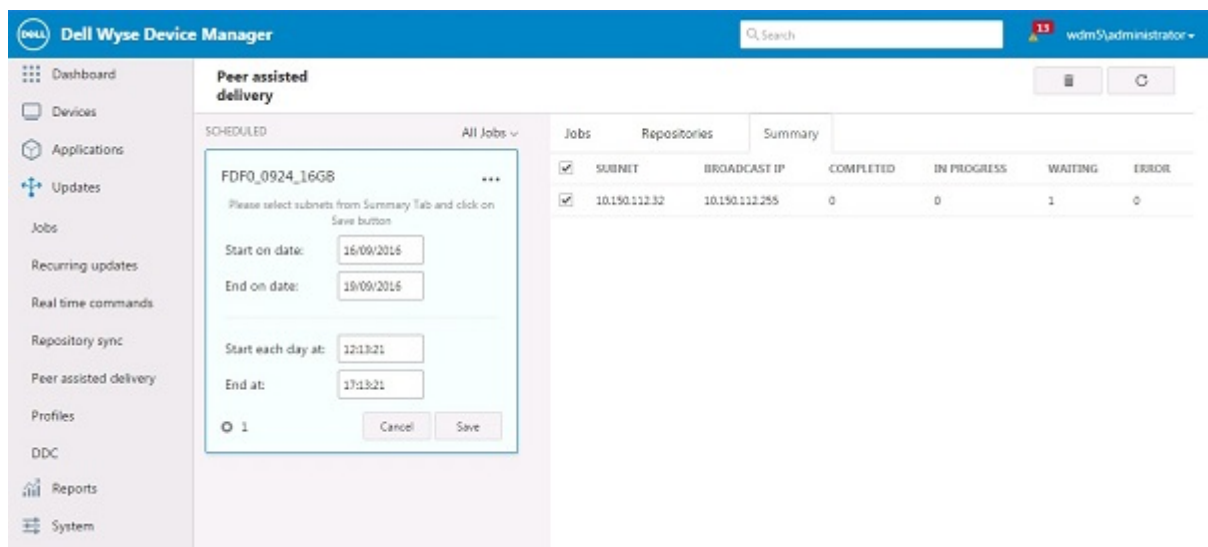 DELL Dell Wyse Device Manager
Search
13
wdm5\administrator
Dashboard
Devices
Applications
Updates
Jobs
Recurring updates
Real time commands
Repository sync
Peer assisted delivery
Profiles
DDC
Reports
System
Peer assisted
delivery
SCHEDULED
All Jobs
FDF0_0924_16GB
...
Please select subnets from Summary Tab and click on
Save button
Start on date: 16/09/2016
End on date: 19/09/2016
Start each day at: 12:13:21
End at: 17:13:21
1
Cancel Save
Jobs Repositories Summary
SUBNET BROADCAST IP COMPLETED IN PROGRESS WAITING ERROR
10.150.112.32 10.150.112.255 0 0 1 0